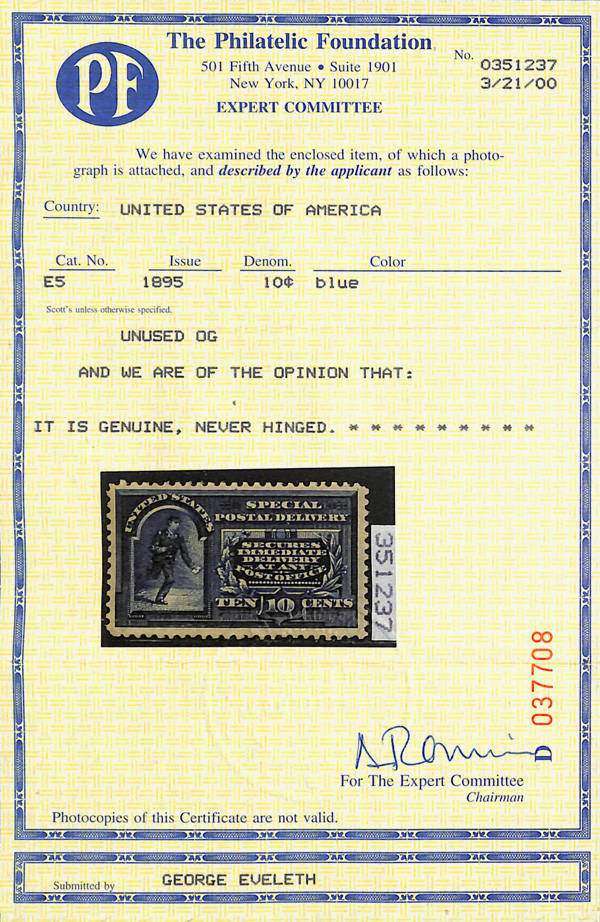 PF
The Philatelic Foundation
501 Fifth Avenue • Suite 1901
New York, NY 10017
EXPERT COMMITTEE
No. 0351237
3/21/00
We have examined the enclosed item, of which a photo-
graph is attached, and described by the applicant as follows:
Country: UNITED STATES OF AMERICA
Cat. No. Issue Denom. Color
E5 1895 10¢ blue
Scott's unless otherwise specified.
UNUSED OG
AND WE ARE OF THE OPINION THAT:
IT IS GENUINE, NEVER HINGED. * * * * * * * * *
UNITED STATES
SPECIAL
POSTAL DELIVERY
SECURES
IMMEDIATE
DELIVERY
AT ANY
POST OFFICE
TEN 10 CENTS
351237
D 037708
For The Expert Committee
Chairman
Photocopies of this Certificate are not valid.
Submitted by GEORGE EVELETH